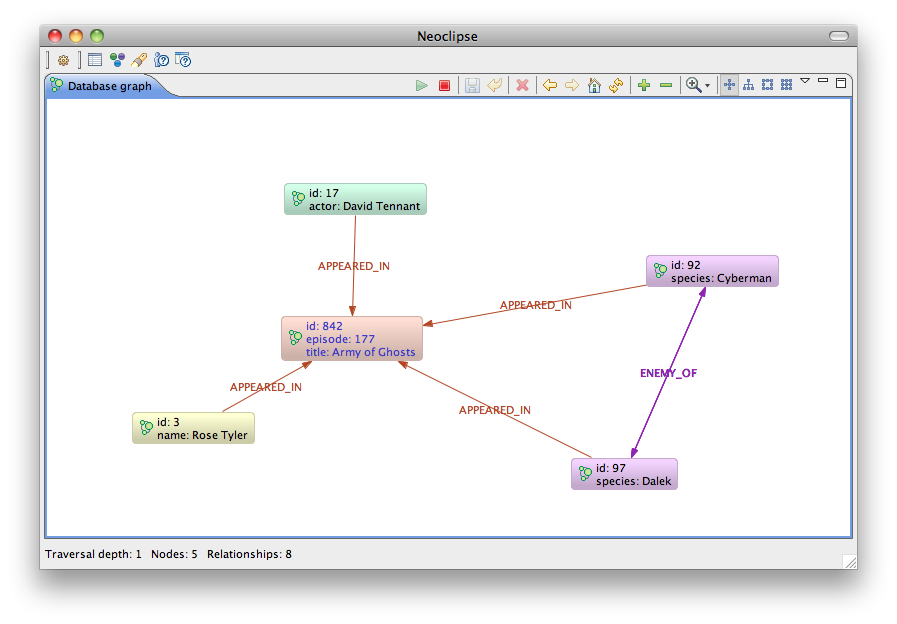 Neoclipse
Database graph
id: 17
actor: David Tennant
APPEARED_IN
id: 92
species: Cyberman
APPEARED_IN
id: 842
episode: 177
title: Army of Ghosts
ENEMY_OF
APPEARED_IN
APPEARED_IN
id: 3
name: Rose Tyler
id: 97
species: Dalek
Traversal depth: 1 Nodes: 5 Relationships: 8